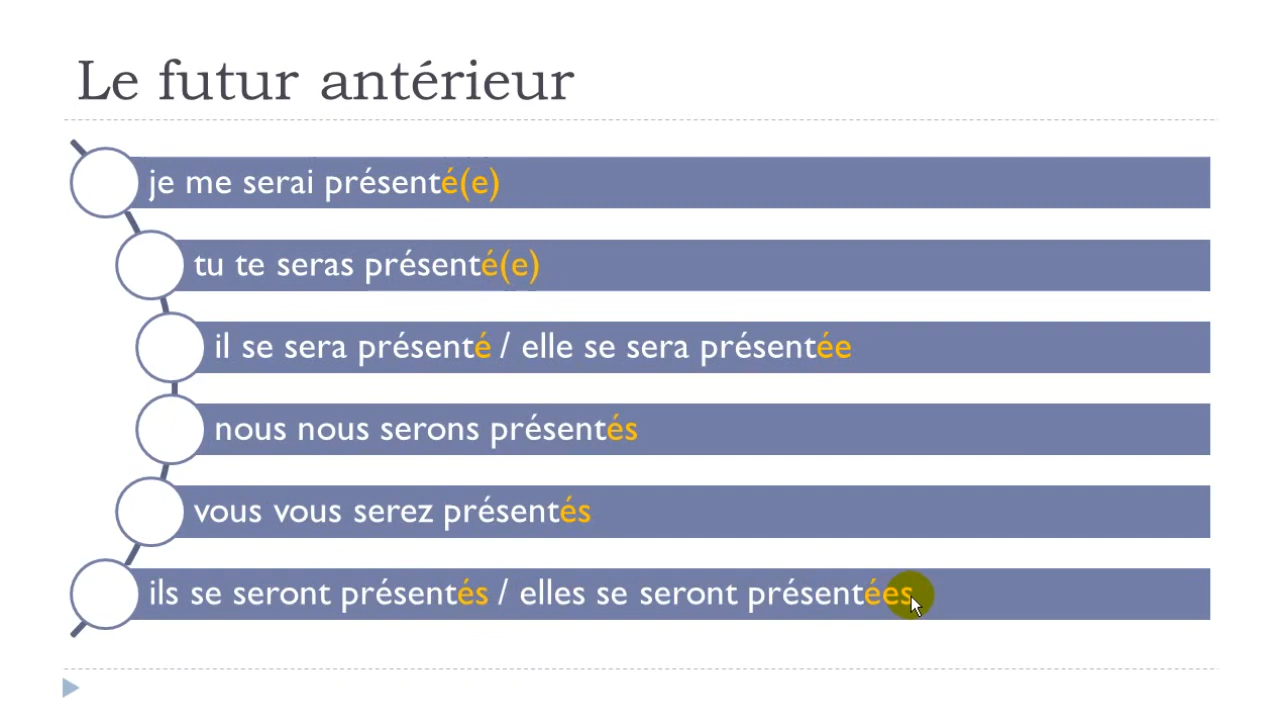 Le futur antérieur
je me serai présenté(e)
tu te seras présenté(e)
il se sera présenté / elle se sera présentée
nous nous serons présentés
vous vous serez présentés
ils se seront présentés / elles se seront présentées